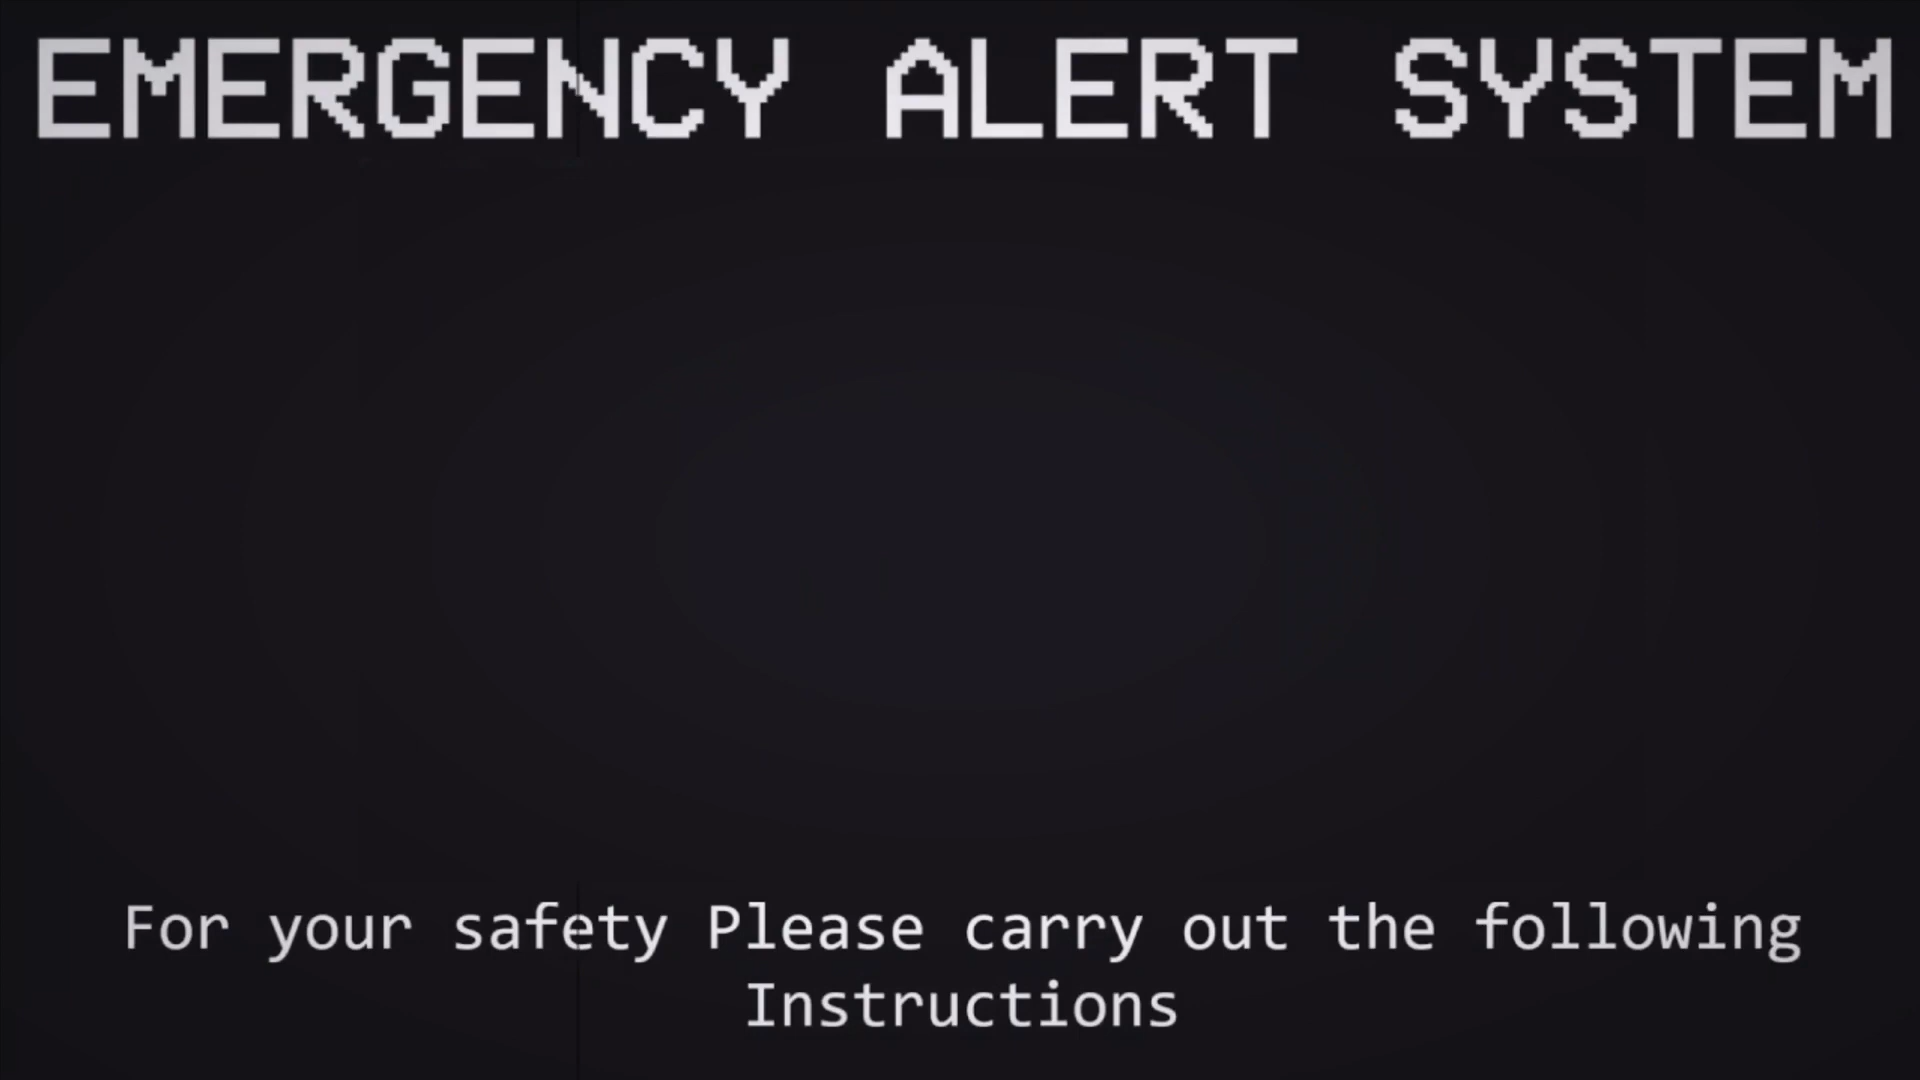 EMERGENCY ALERT SYSTEM
For your safety Please carry out the following
Instructions